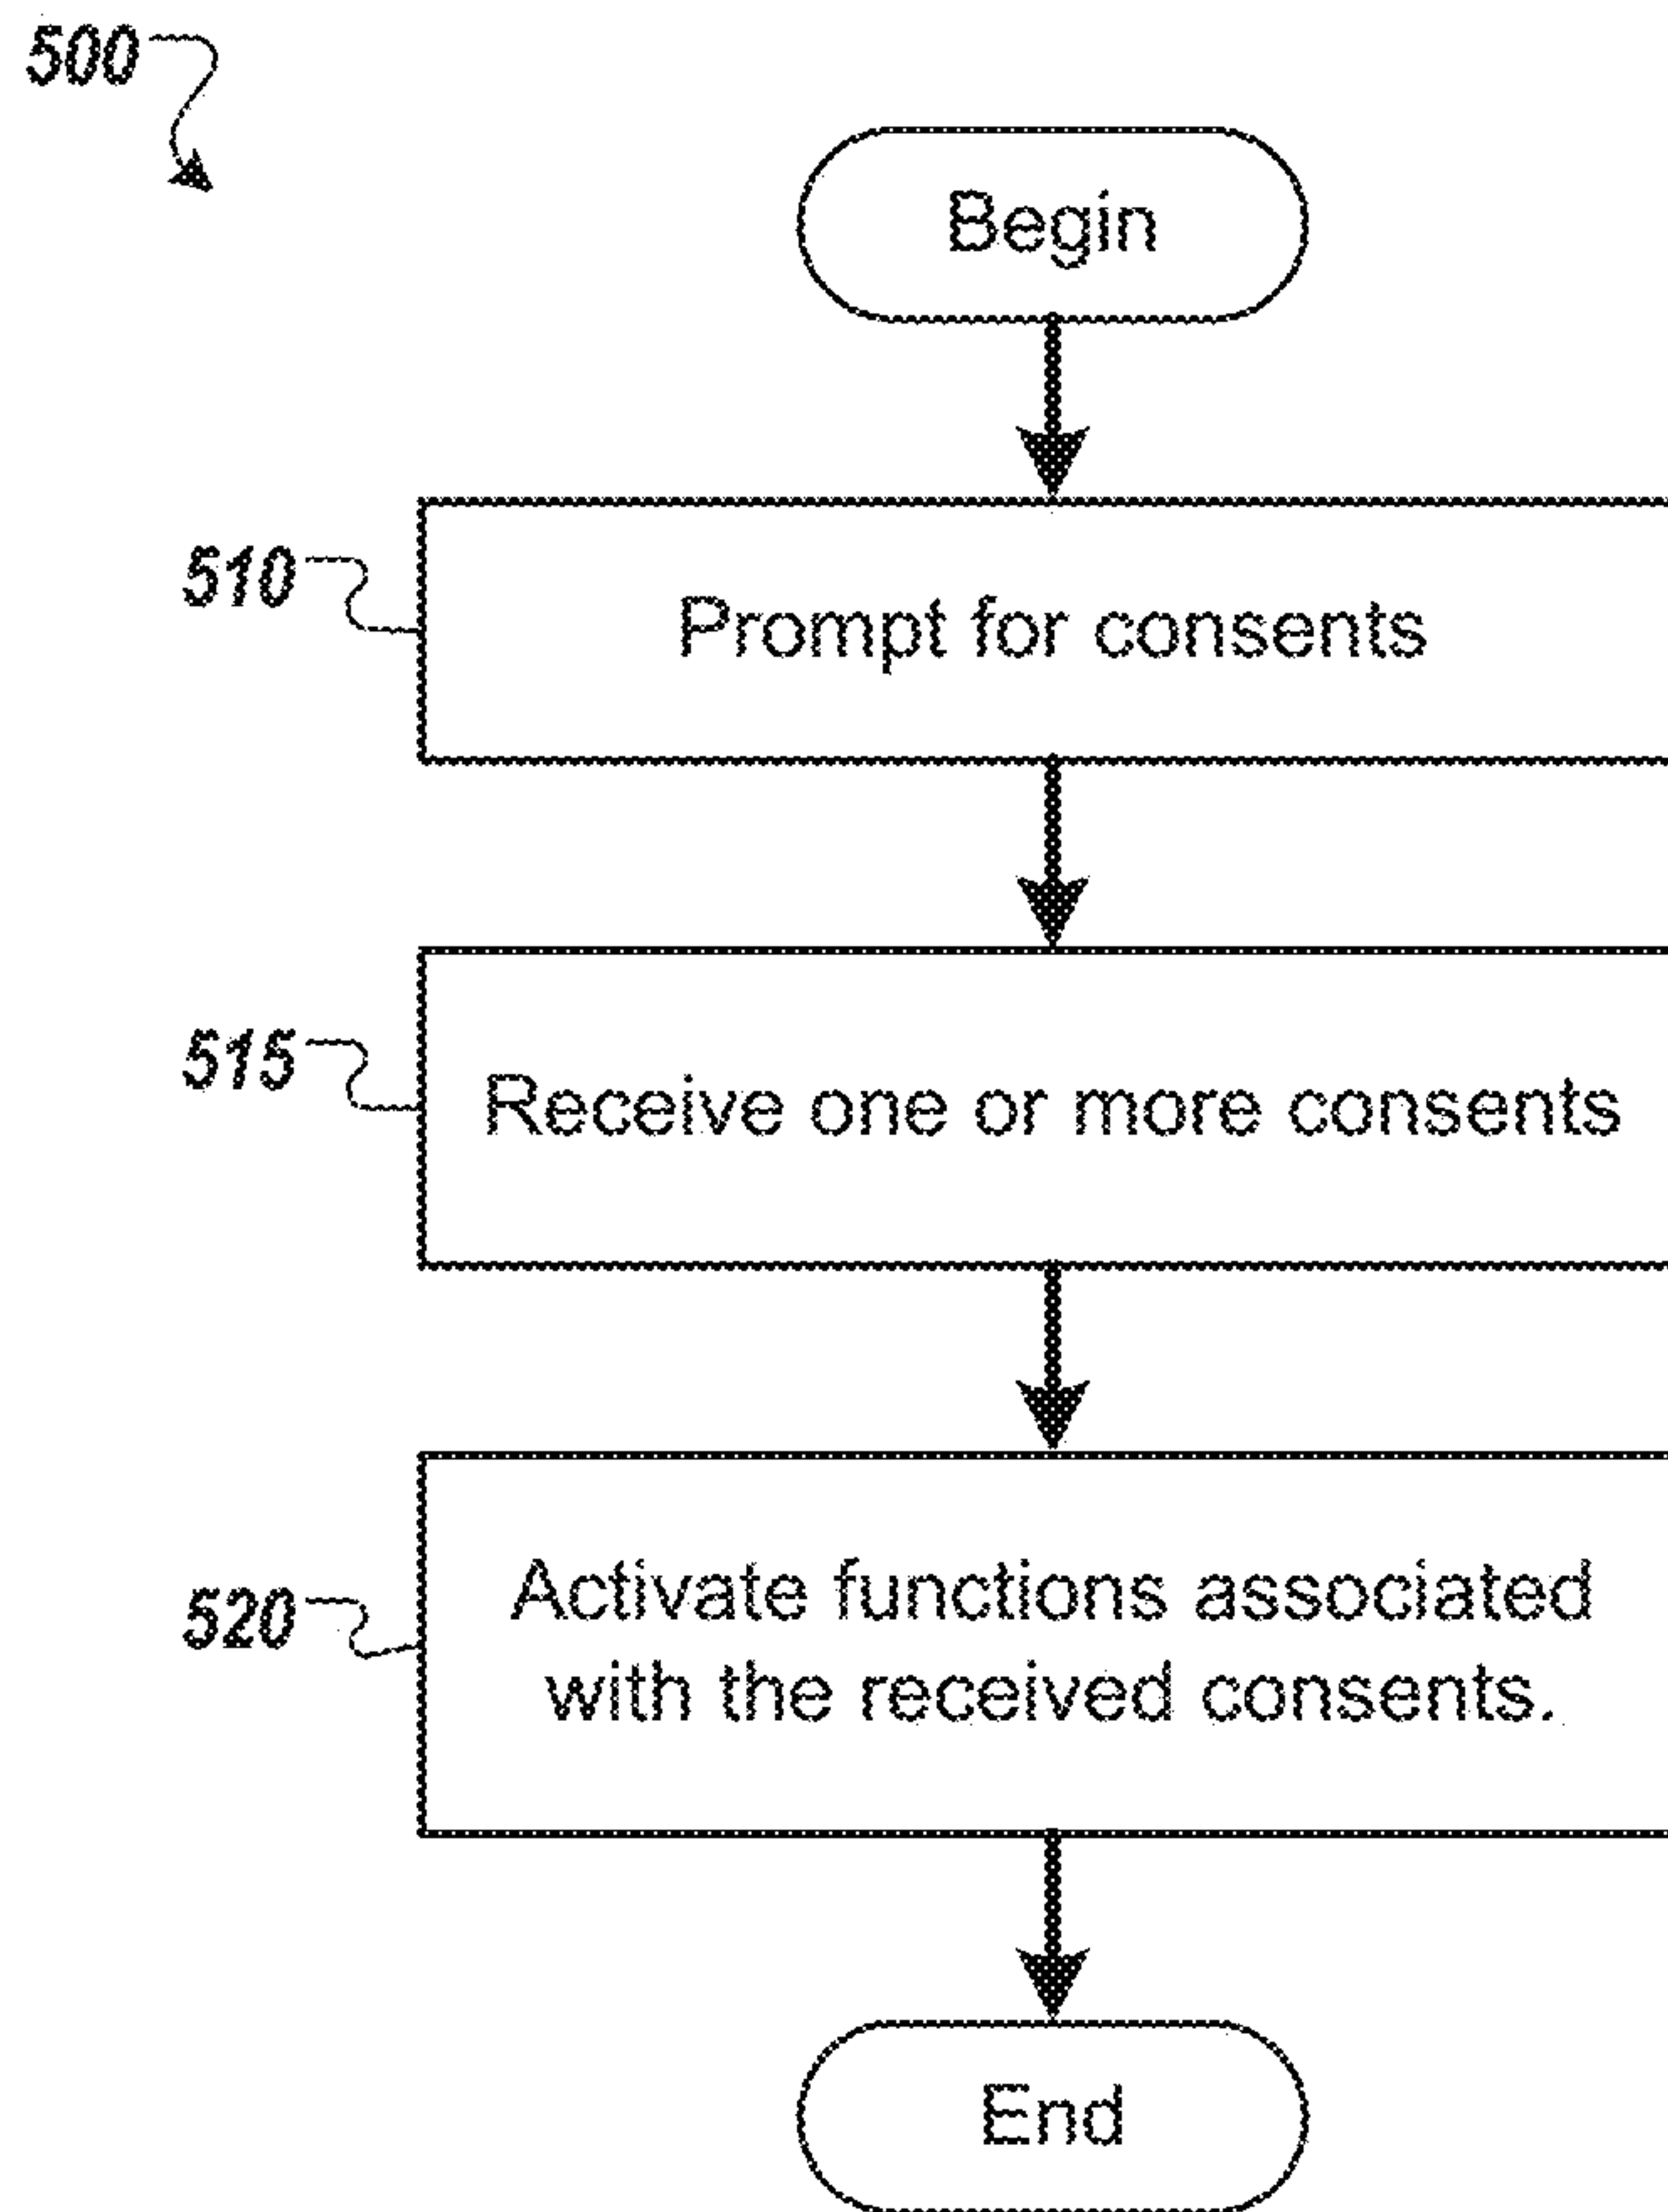 500
Begin
510
Prompt for consents
515
Receive one or more consents
520
Activate functions associated
with the received consents.
End